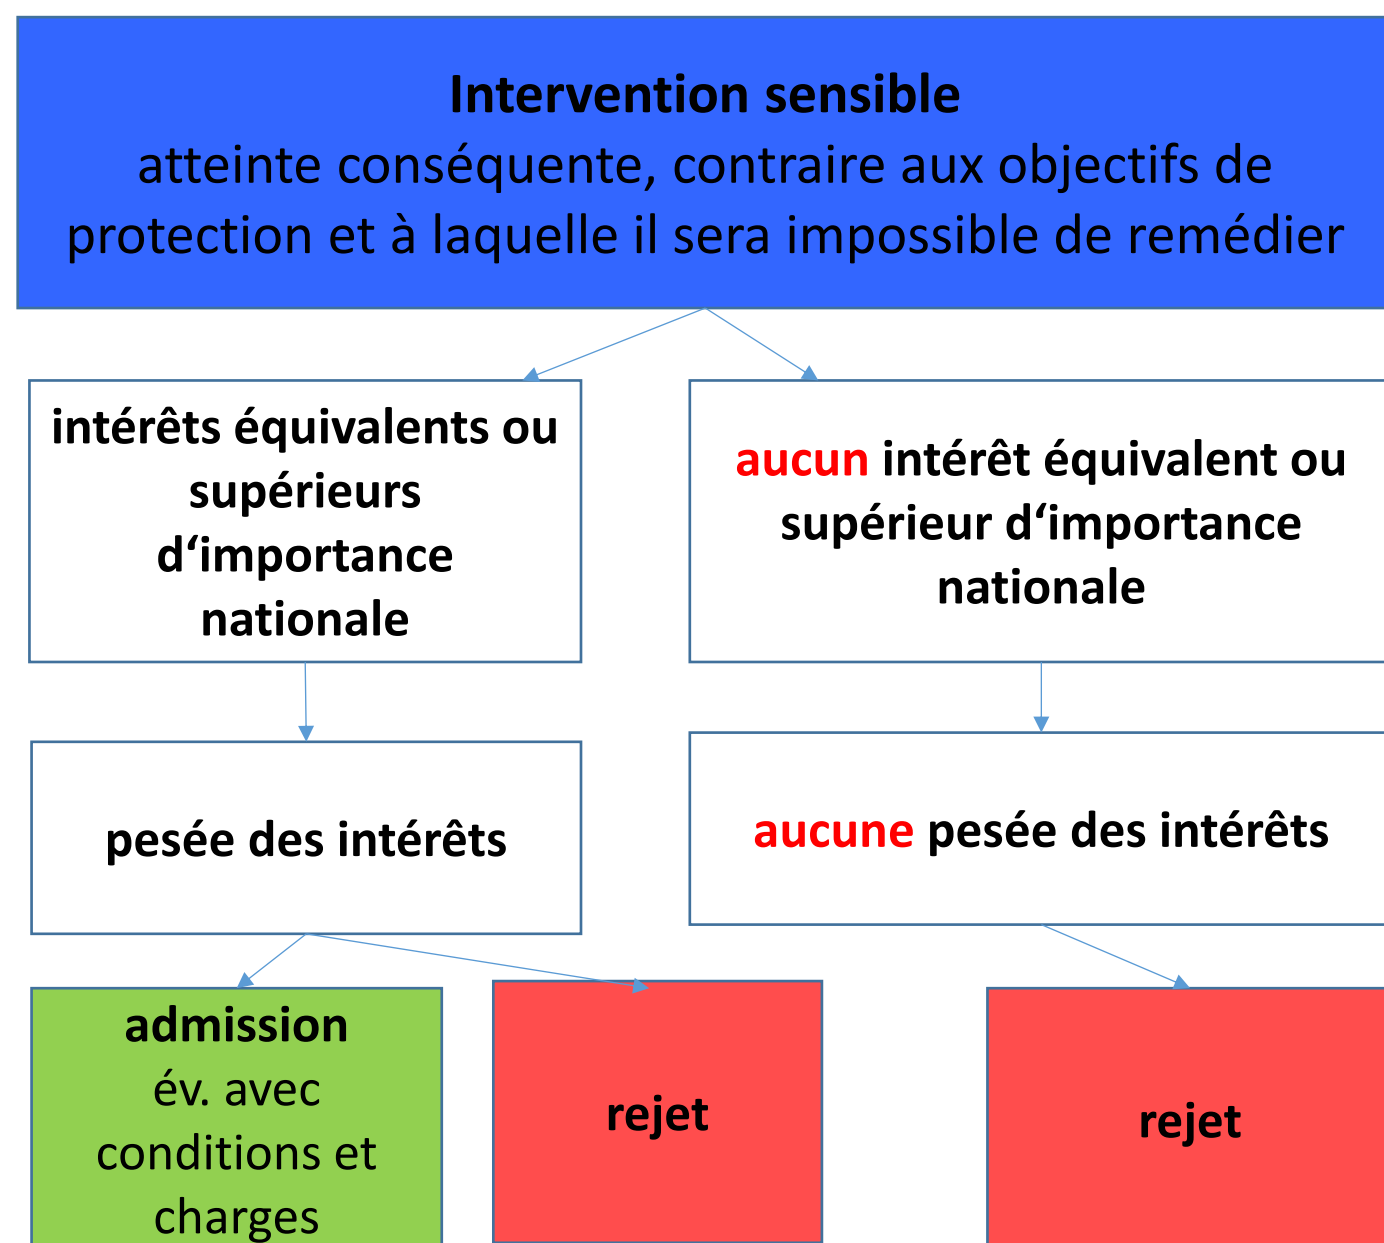 Intervention sensible
atteinte conséquente, contraire aux objectifs de
protection et à laquelle il sera impossible de remédier
intérêts équivalents ou
supérieurs
d‘importance
nationale
aucun intérêt équivalent ou
supérieur d‘importance
nationale
pesée des intérêts
aucune pesée des intérêts
admission
év. avec
conditions et
charges
rejet
rejet